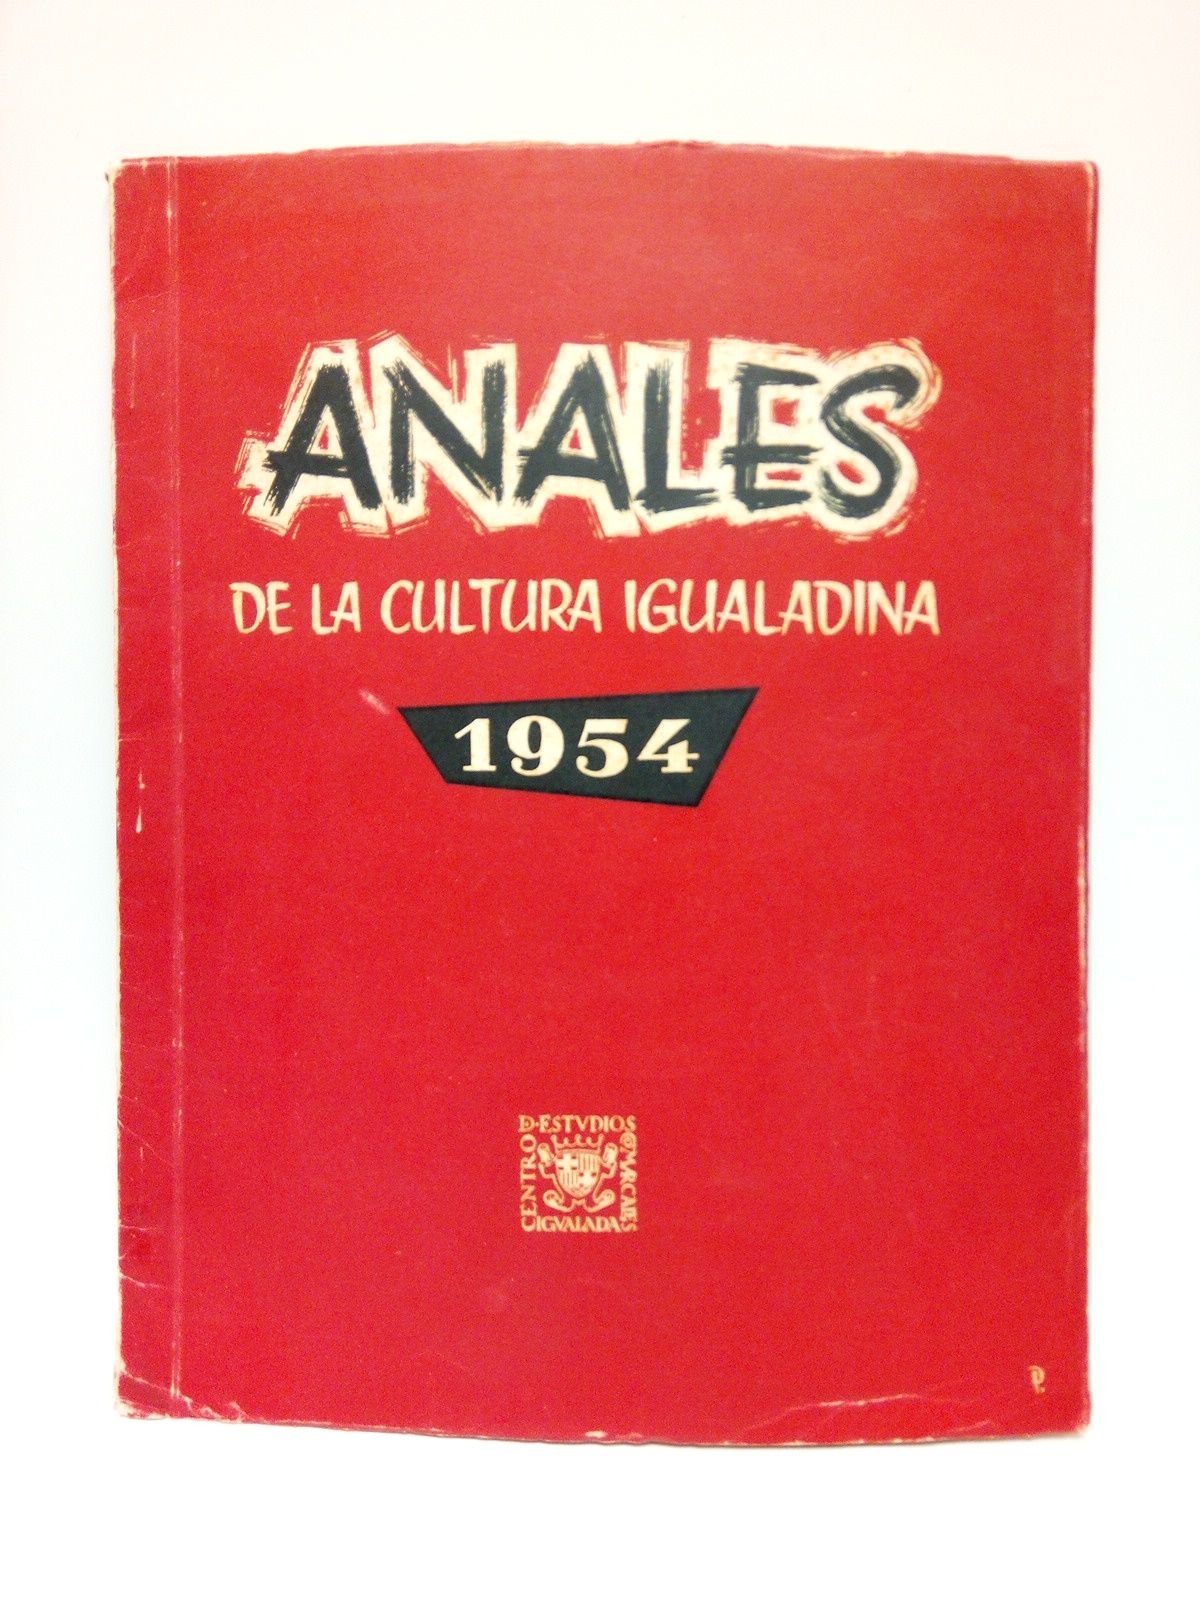 ANALES
DE LA CULTURA IGUALADINA
1954
CENTRO
D·ESTVDIOS
COMARCALES
IGVALADA
P.